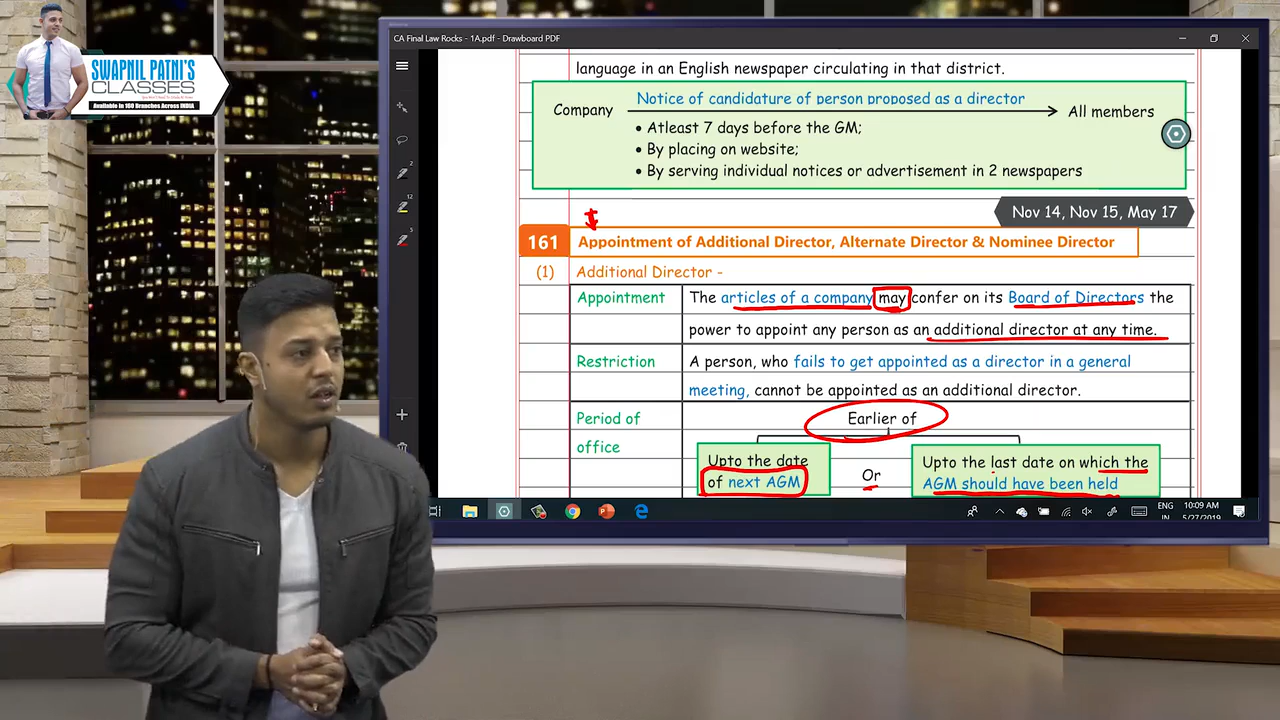 SWAPNIL PATNI'S
CLASSES
Available in 150 Branches Across INDIA
CA Final Law Rocks - 1A.pdf - Drawboard PDF
language in an English newspaper circulating in that district.
Notice of candidature of person proposed as a director
Company
All members
• Atleast 7 days before the GM;
• By placing on website;
• By serving individual notices or advertisement in 2 newspapers
Nov 14, Nov 15, May 17
161 Appointment of Additional Director, Alternate Director & Nominee Director
(1) Additional Director -
Appointment The articles of a company may confer on its Board of Directors the
power to appoint any person as an additional director at any time.
Restriction A person, who fails to get appointed as a director in a general
meeting, cannot be appointed as an additional director.
Period of Earlier of
office
Upto the date
of next AGM
Or
Upto the last date on which the
AGM should have been held
ENG
IN
10:09 AM
5/27/2019